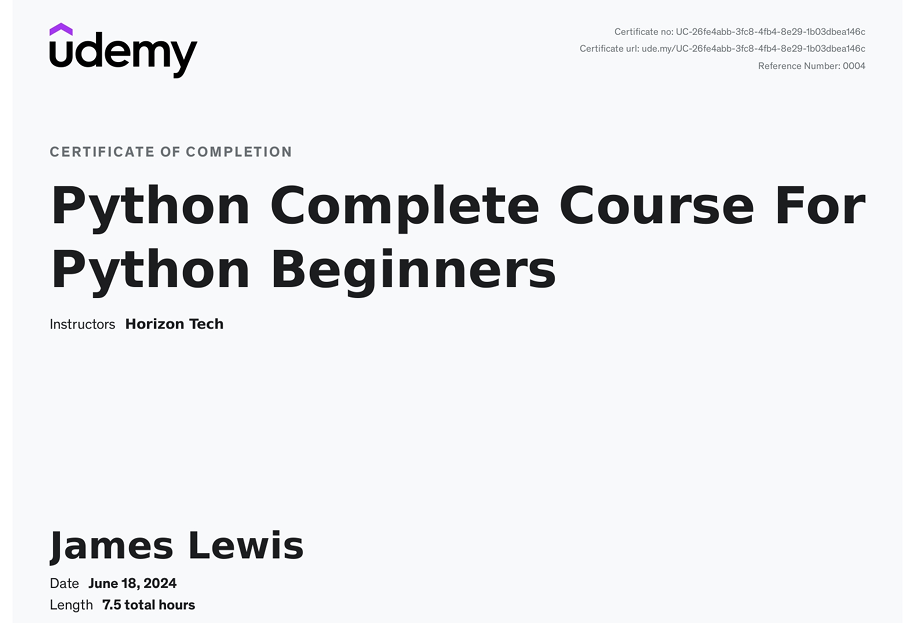 udemy
Certificate no: UC-26fe4abb-3fc8-4fb4-8e29-1b03dbea146c
Certificate url: ude.my/UC-26fe4abb-3fc8-4fb4-8e29-1b03dbea146c
Reference Number: 0004
CERTIFICATE OF COMPLETION
Python Complete Course For
Python Beginners
Instructors Horizon Tech
James Lewis
Date June 18, 2024
Length 7.5 total hours